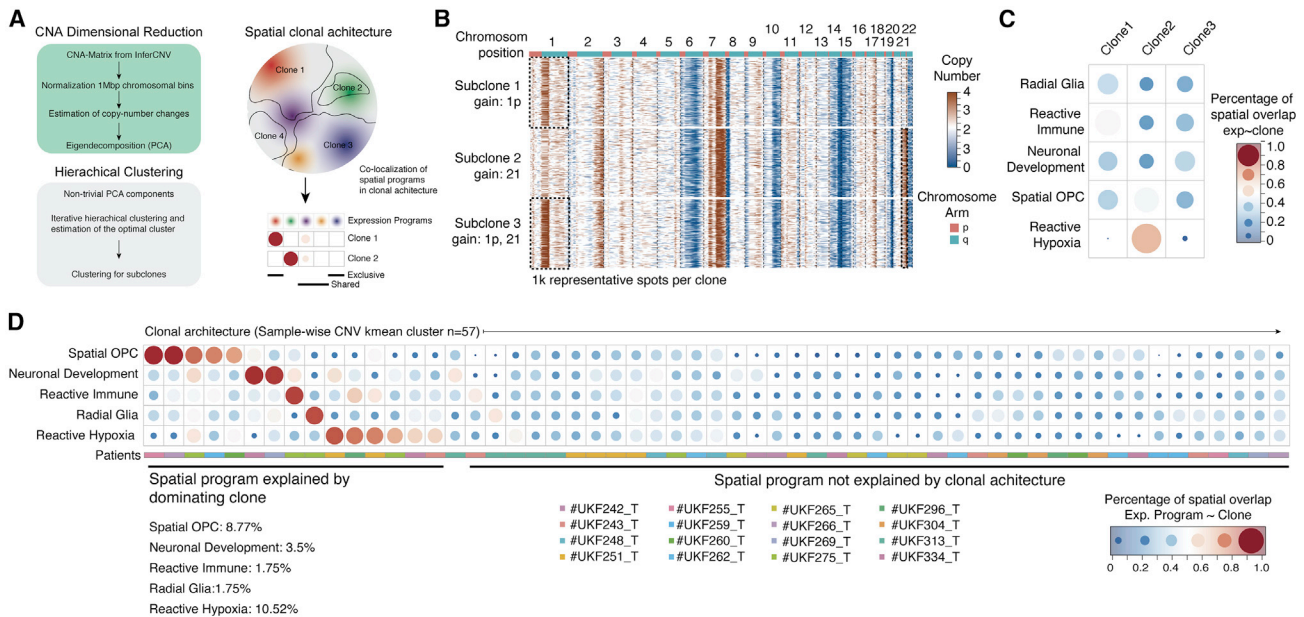 A
CNA Dimensional Reduction
CNA-Matrix from InferCNV
Normalization 1Mbp chromosomal bins
Estimation of copy-number changes
Eigendecomposition (PCA)
Hierachical Clustering
Non-trivial PCA components
Iterative hierarchical clustering and
estimation of the optimal cluster
Clustering for subclones
Spatial clonal achitecture
Clone 1
Clone 2
Clone 4
Clone 3
Co-localization of
spatial programs
in clonal achitecture
Expression Programs
Clone 1
Clone 2
Exclusive
Shared
B
Chromosom
position
1 2 3 4 5 6 7 8 9 10 11 12 13 14 15 16 17 18 19 20 21 22
Subclone 1
gain: 1p
Subclone 2
gain: 21
Subclone 3
gain: 1p, 21
1k representative spots per clone
Copy
Number
4
3
2
3
0
Chromosome
Arm
p
q
C
Clone1
Clone2
Clone3
Radial Glia
Reactive
Immune
Neuronal
Development
Spatial OPC
Reactive
Hypoxia
Percentage of
spatial overlap
exp~clone
1.0
0.8
0.6
0.4
0.2
0
D
Clonal architecture (Sample-wise CNV kmean cluster n=57)
Spatial OPC
Neuronal Development
Reactive Immune
Radial Glia
Reactive Hypoxia
Patients
Spatial program explained by
dominating clone
Spatial OPC: 8.77%
Neuronal Development: 3.5%
Reactive Immune: 1.75%
Radial Glia:1.75%
Reactive Hypoxia: 10.52%
Spatial program not explained by clonal achitecture
#UKF242_T #UKF255_T #UKF265_T #UKF296_T
#UKF243_T #UKF259_T #UKF266_T #UKF304_T
#UKF248_T #UKF260_T #UKF269_T #UKF313_T
#UKF251_T #UKF262_T #UKF275_T #UKF334_T
Percentage of spatial overlap
Exp. Program ~ Clone
0 0.2 0.4 0.6 0.8 1.0